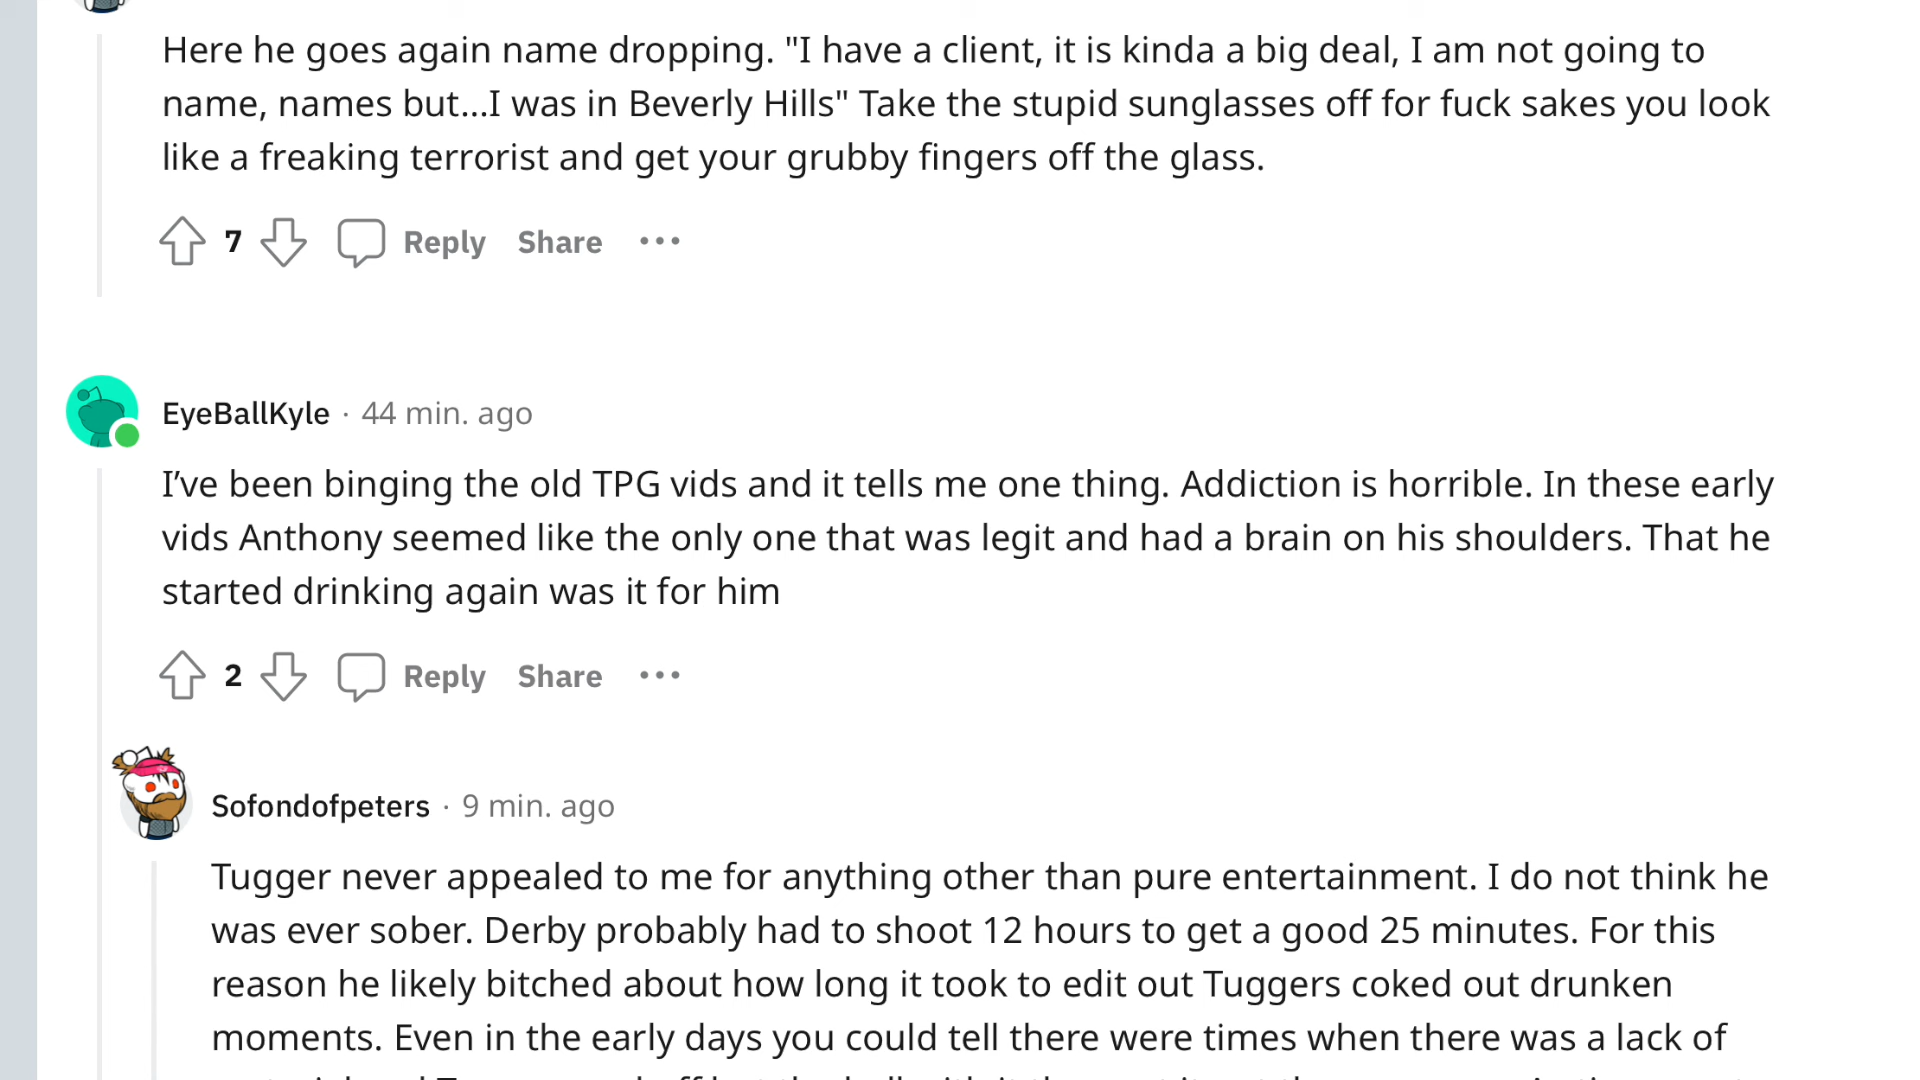 Here he goes again name dropping. "I have a client, it is kinda a big deal, I am not going to
name, names but...I was in Beverly Hills" Take the stupid sunglasses off for fuck sakes you look
like a freaking terrorist and get your grubby fingers off the glass.
7 Reply Share ···
EyeBallKyle · 44 min. ago
I’ve been binging the old TPG vids and it tells me one thing. Addiction is horrible. In these early
vids Anthony seemed like the only one that was legit and had a brain on his shoulders. That he
started drinking again was it for him
2 Reply Share ···
Sofondofpeters · 9 min. ago
Tugger never appealed to me for anything other than pure entertainment. I do not think he
was ever sober. Derby probably had to shoot 12 hours to get a good 25 minutes. For this
reason he likely bitched about how long it took to edit out Tuggers coked out drunken
moments. Even in the early days you could tell there were times when there was a lack of